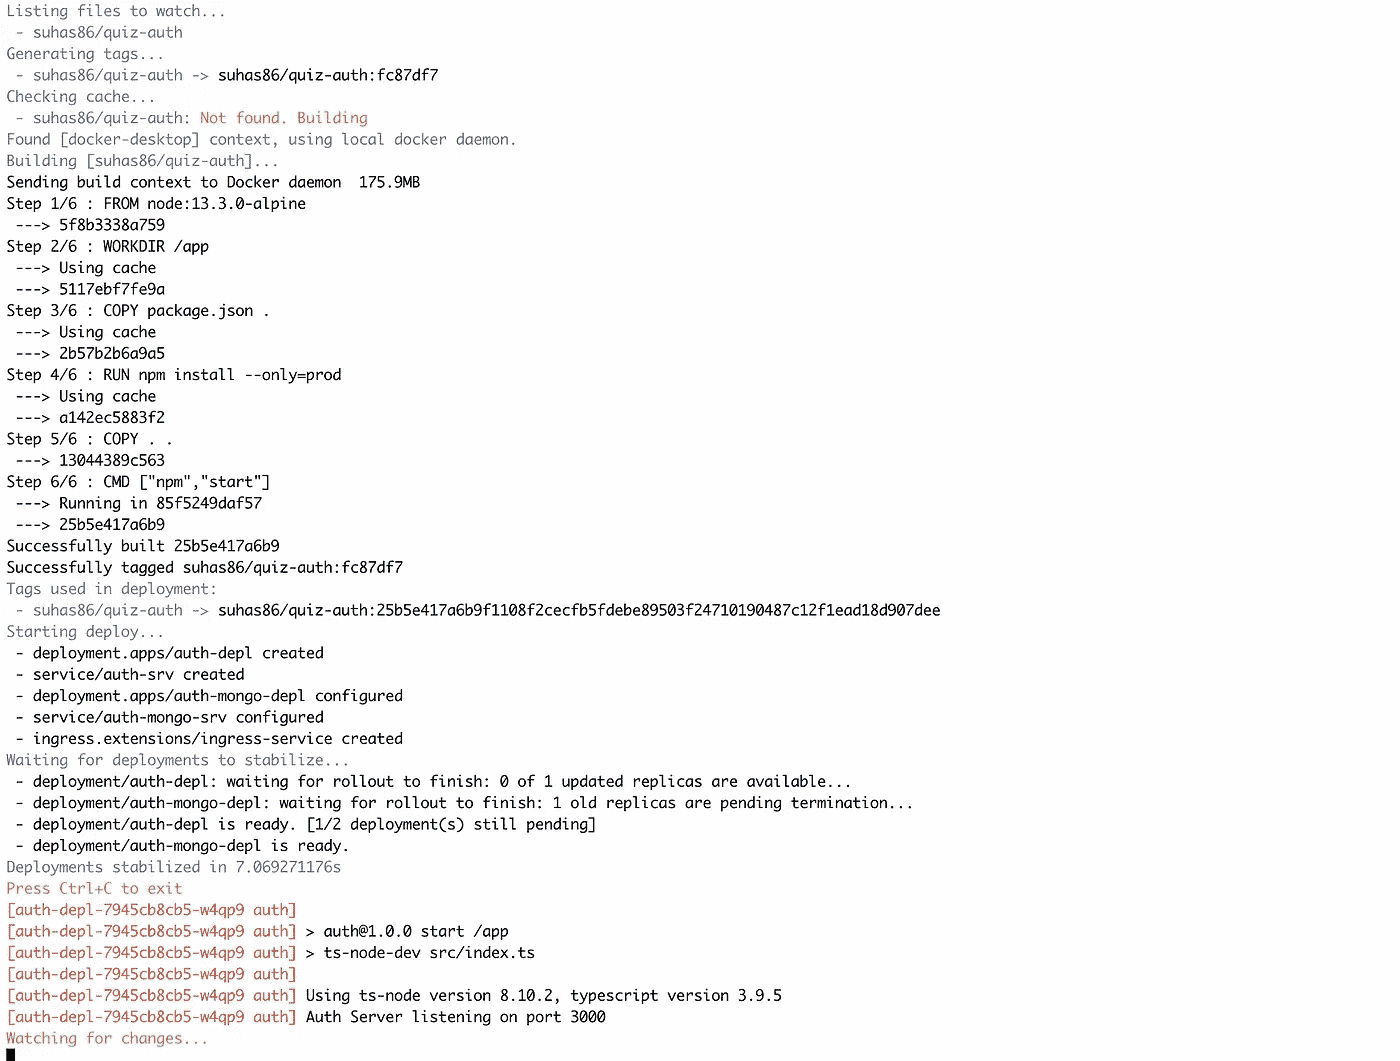 Listing files to watch...
 - suhas86/quiz-auth
Generating tags...
 - suhas86/quiz-auth -> suhas86/quiz-auth:fc87df7
Checking cache...
 - suhas86/quiz-auth: Not found. Building
Found [docker-desktop] context, using local docker daemon.
Building [suhas86/quiz-auth]...
Sending build context to Docker daemon  175.9MB
Step 1/6 : FROM node:13.3.0-alpine
 ---> 5f8b3338a759
Step 2/6 : WORKDIR /app
 ---> Using cache
 ---> 5117ebf7fe9a
Step 3/6 : COPY package.json .
 ---> Using cache
 ---> 2b57b2b6a9a5
Step 4/6 : RUN npm install --only=prod
 ---> Using cache
 ---> a142ec5883f2
Step 5/6 : COPY . .
 ---> 13044389c563
Step 6/6 : CMD ["npm","start"]
 ---> Running in 85f5249daf57
 ---> 25b5e417a6b9
Successfully built 25b5e417a6b9
Successfully tagged suhas86/quiz-auth:fc87df7
Tags used in deployment:
 - suhas86/quiz-auth -> suhas86/quiz-auth:25b5e417a6b9f1108f2cecfb5fdebe89503f24710190487c12f1ead18d907dee
Starting deploy...
 - deployment.apps/auth-depl created
 - service/auth-srv created
 - deployment.apps/auth-mongo-depl configured
 - service/auth-mongo-srv configured
 - ingress.extensions/ingress-service created
Waiting for deployments to stabilize...
 - deployment/auth-depl: waiting for rollout to finish: 0 of 1 updated replicas are available...
 - deployment/auth-mongo-depl: waiting for rollout to finish: 1 old replicas are pending termination...
 - deployment/auth-depl is ready. [1/2 deployment(s) still pending]
 - deployment/auth-mongo-depl is ready.
Deployments stabilized in 7.069271176s
Press Ctrl+C to exit
[auth-depl-7945cb8cb5-w4qp9 auth]
[auth-depl-7945cb8cb5-w4qp9 auth] > auth@1.0.0 start /app
[auth-depl-7945cb8cb5-w4qp9 auth] > ts-node-dev src/index.ts
[auth-depl-7945cb8cb5-w4qp9 auth]
[auth-depl-7945cb8cb5-w4qp9 auth] Using ts-node version 8.10.2, typescript version 3.9.5
[auth-depl-7945cb8cb5-w4qp9 auth] Auth Server listening on port 3000
Watching for changes...